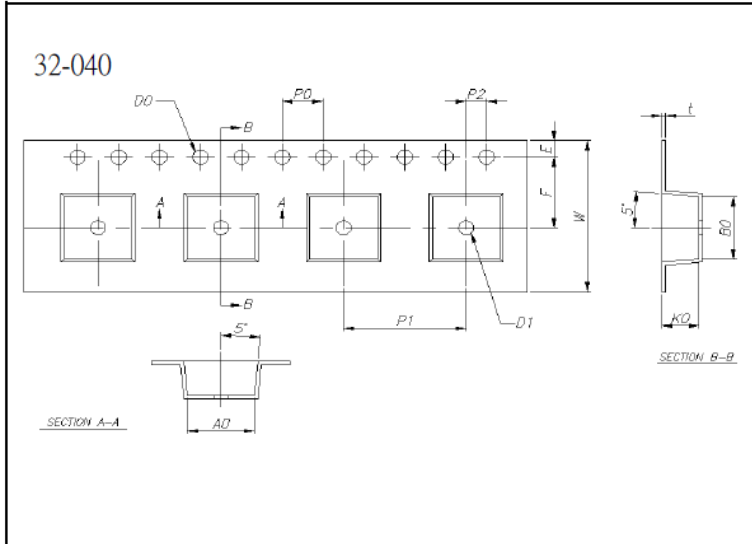 32-040
D0
B
P0
P2
t
E
A
A
F
W
5°
B0
B
P1
D1
K0
5°
SECTION B-B
SECTION A-A
A0